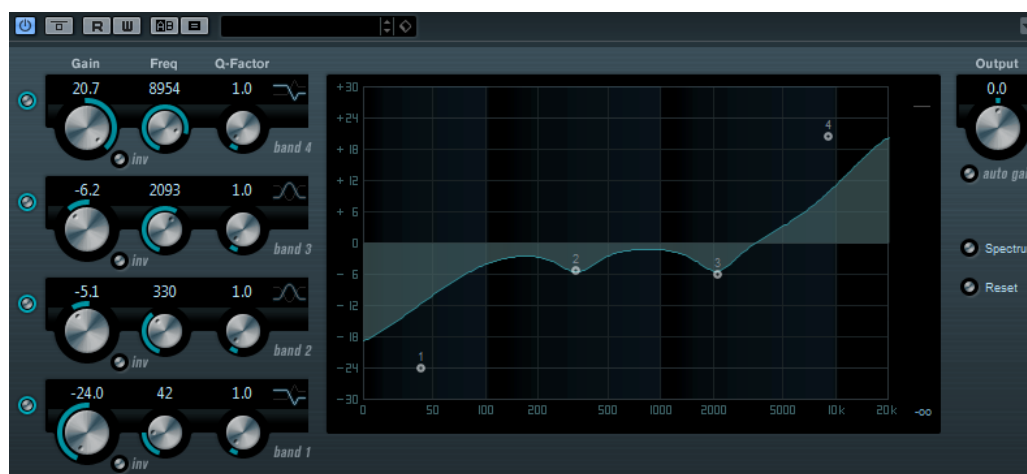 R W AB
Gain Freq Q-Factor Output
20.7 8954 1.0 0.0
inv band 4
-6.2 2093 1.0
inv band 3
-5.1 330 1.0
inv band 2
-24.0 42 1.0
inv band 1
+30
+24
+18
+12
+6
0
-6
-12
-18
-24
-30
0 50 100 200 500 1000 2000 5000 10k 20k -∞
1 2 3 4
auto gai
Spectru
Reset